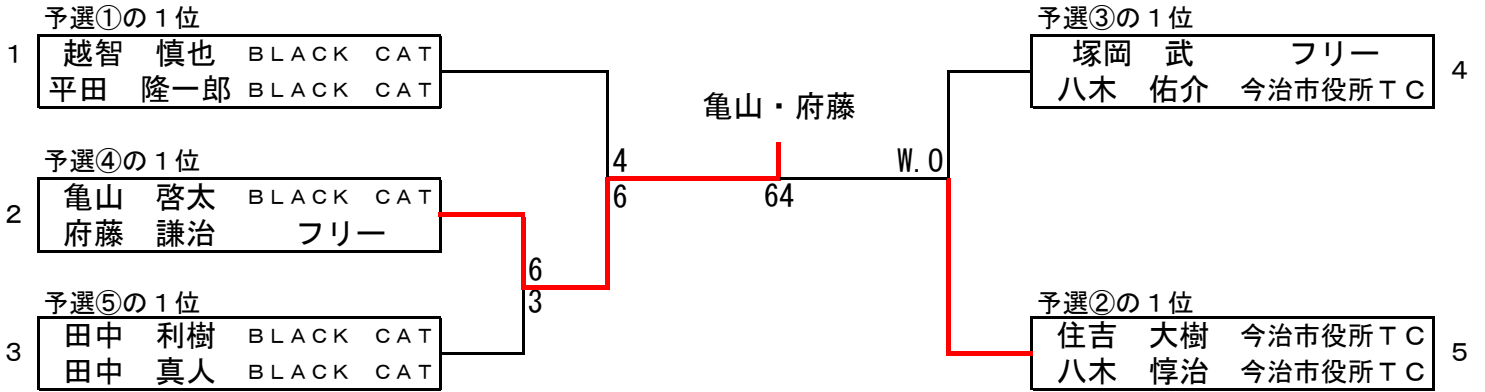 予選①の1位
1
越智 慎也 BLACK CAT
平田 隆一郎 BLACK CAT
予選④の1位
2
亀山 啓太 BLACK CAT
府藤 謙治 フリー
予選⑤の1位
3
田中 利樹 BLACK CAT
田中 真人 BLACK CAT
6
3
4
6
亀山・府藤
64
W.O
予選③の1位
塚岡 武 フリー
八木 佑介 今治市役所TC
4
予選②の1位
住吉 大樹 今治市役所TC
八木 惇治 今治市役所TC
5